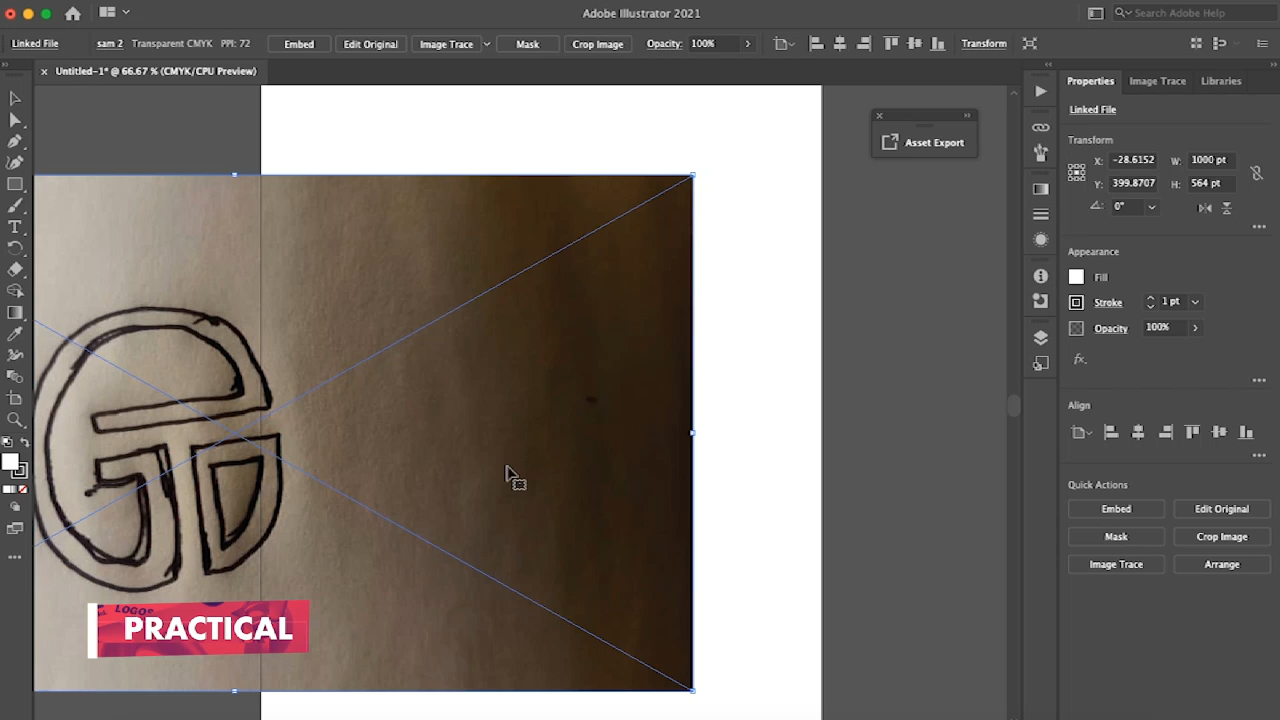 Adobe Illustrator 2021
Search Adobe Help
Linked File
sam 2
Transparent CMYK
PPI: 72
Embed
Edit Original
Image Trace
Mask
Crop Image
Opacity:
100%
Transform
× Untitled-1* @ 66.67 % (CMYK/CPU Preview)
Properties
Image Trace
Libraries
Linked File
Asset Export
Transform
X: -28.6152
W: 1000 pt
Y: 399.8707
H: 564 pt
0°
Appearance
Fill
Stroke
1 pt
Opacity
100%
fx.
Align
Quick Actions
Embed
Edit Original
Mask
Crop Image
Image Trace
Arrange
LOGOS
PRACTICAL